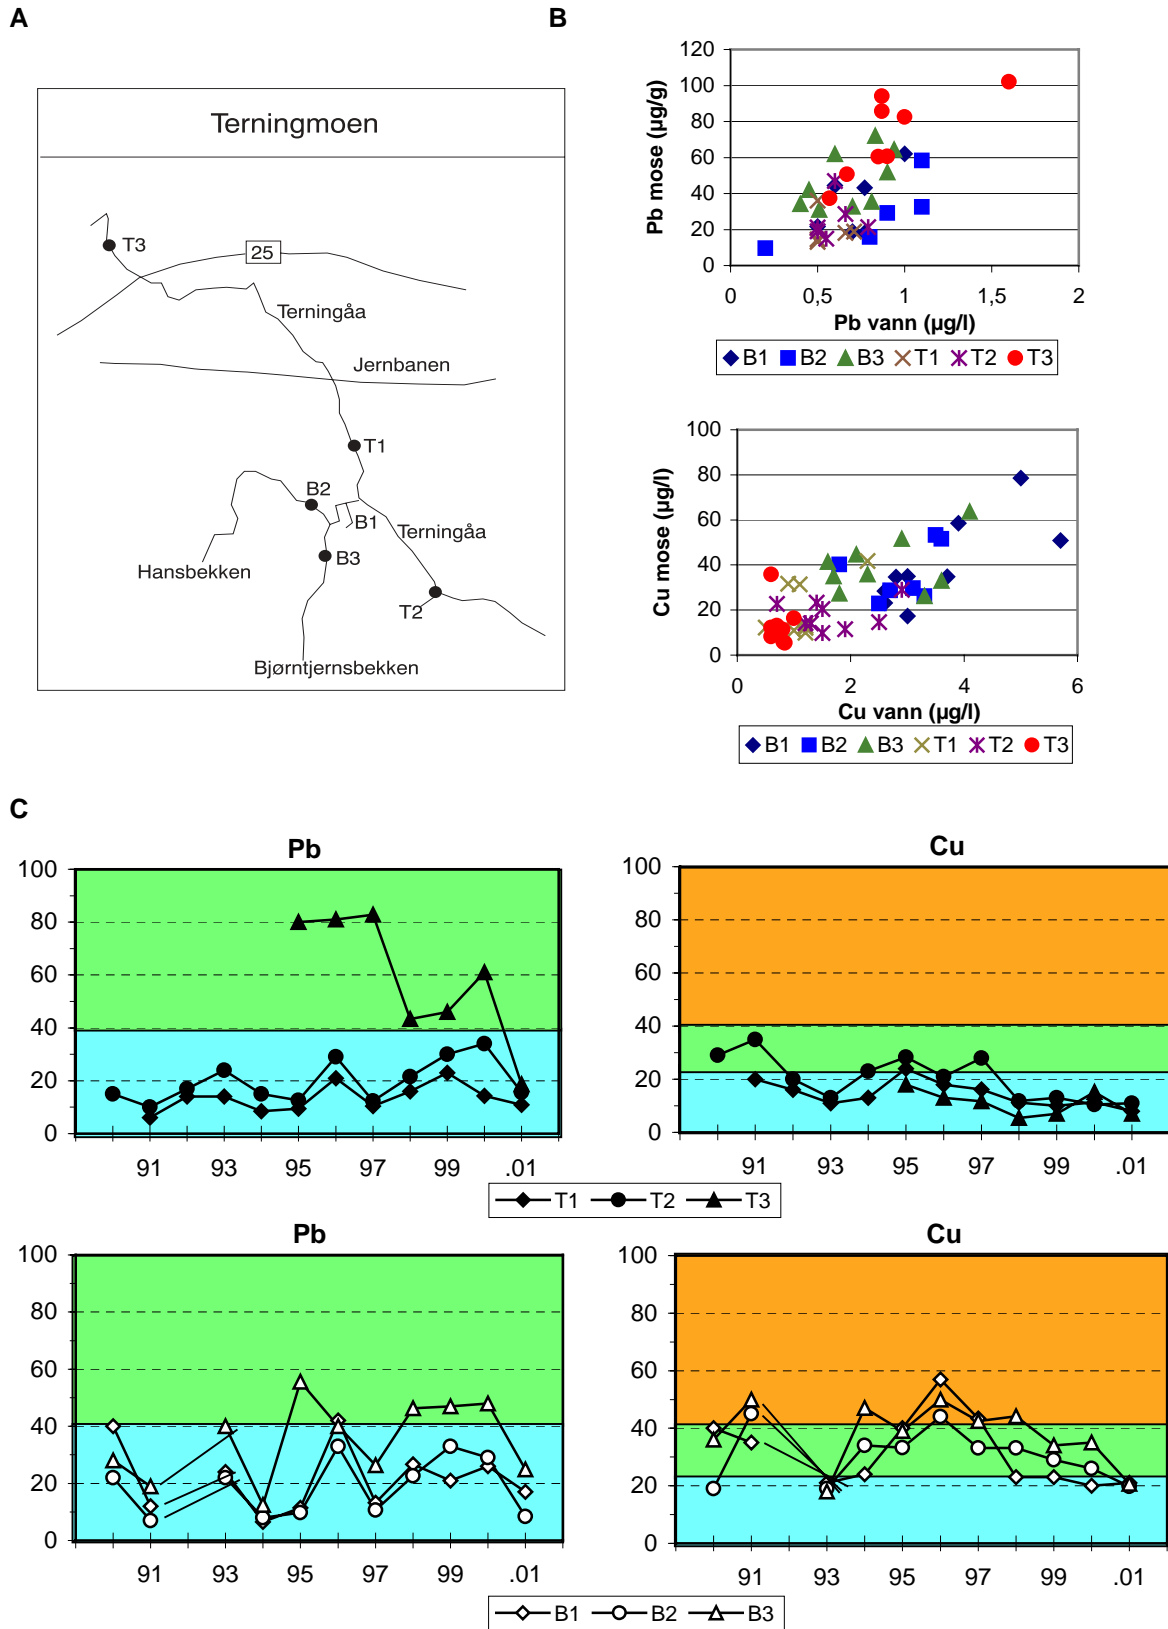 A
B
Terningmoen
T3
25
Terningåa
Jernbanen
T1
B2
B1
Terningåa
B3
Hansbekken
T2
Bjørntjernsbekken
Pb mose (µg/g)
120
100
80
60
40
20
0
0 0,5 1 1,5 2
Pb vann (µg/l)
B1 B2 B3 T1 T2 T3
Cu mose (µg/l)
100
80
60
40
20
0
0 2 4 6
Cu vann (µg/l)
B1 B2 B3 T1 T2 T3
C
Pb
100
80
60
40
20
0
91 93 95 97 99 .01
Cu
100
80
60
40
20
0
91 93 95 97 99 .01
T1 T2 T3
Pb
100
80
60
40
20
0
91 93 95 97 99 .01
Cu
100
80
60
40
20
0
91 93 95 97 99 .01
B1 B2 B3